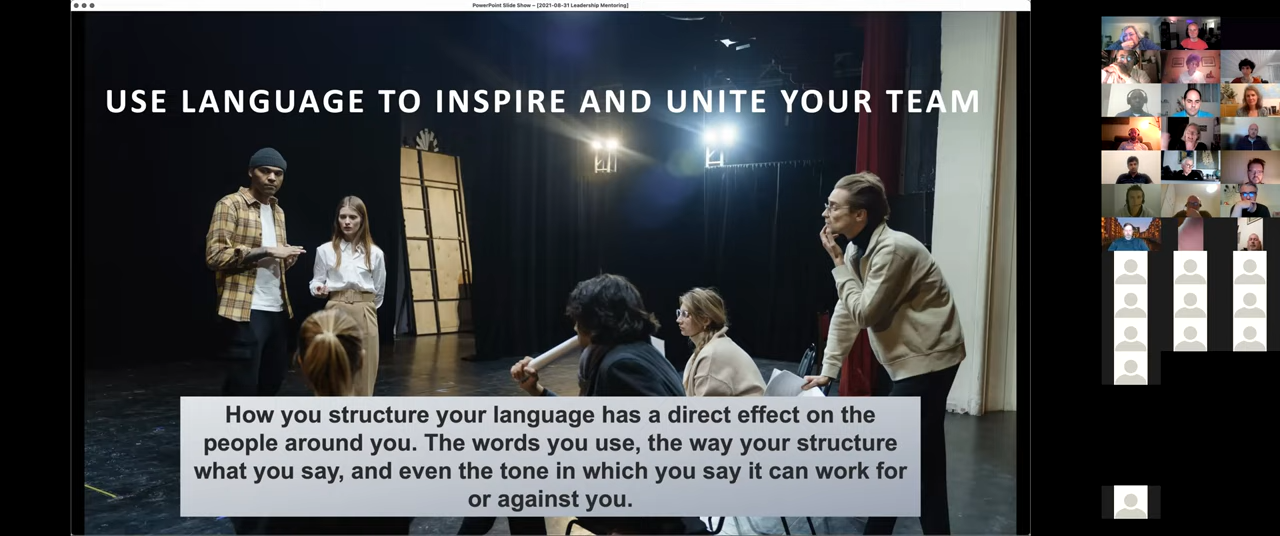 PowerPoint Slide Show - [2021-08-31 Leadership Mentoring]
USE LANGUAGE TO INSPIRE AND UNITE YOUR TEAM
How you structure your language has a direct effect on the
people around you. The words you use, the way your structure
what you say, and even the tone in which you say it can work for
or against you.